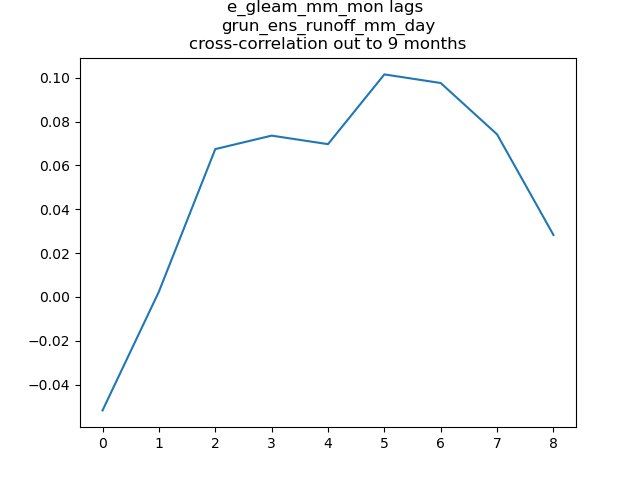 e_gleam_mm_mon lags
grun_ens_runoff_mm_day
cross-correlation out to 9 months
0.10
0.08
0.06
0.04
0.02
0.00
−0.02
−0.04
0 1 2 3 4 5 6 7 8